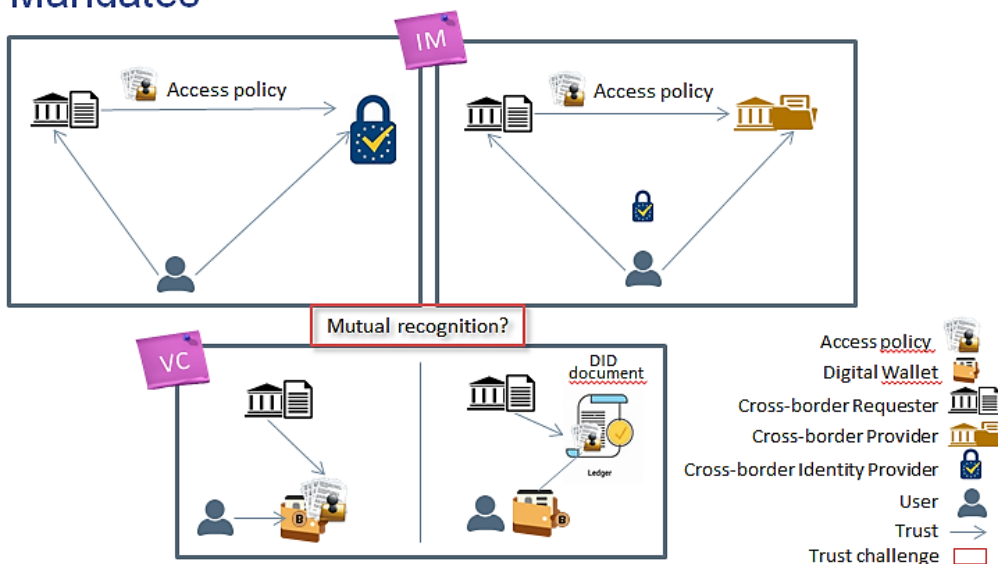 Mandates
IM
Access policy
Access policy
Mutual recognition?
VC
DID
document
Ledger
Access policy
Digital Wallet
Cross-border Requester
Cross-border Provider
Cross-border Identity Provider
User
Trust
Trust challenge